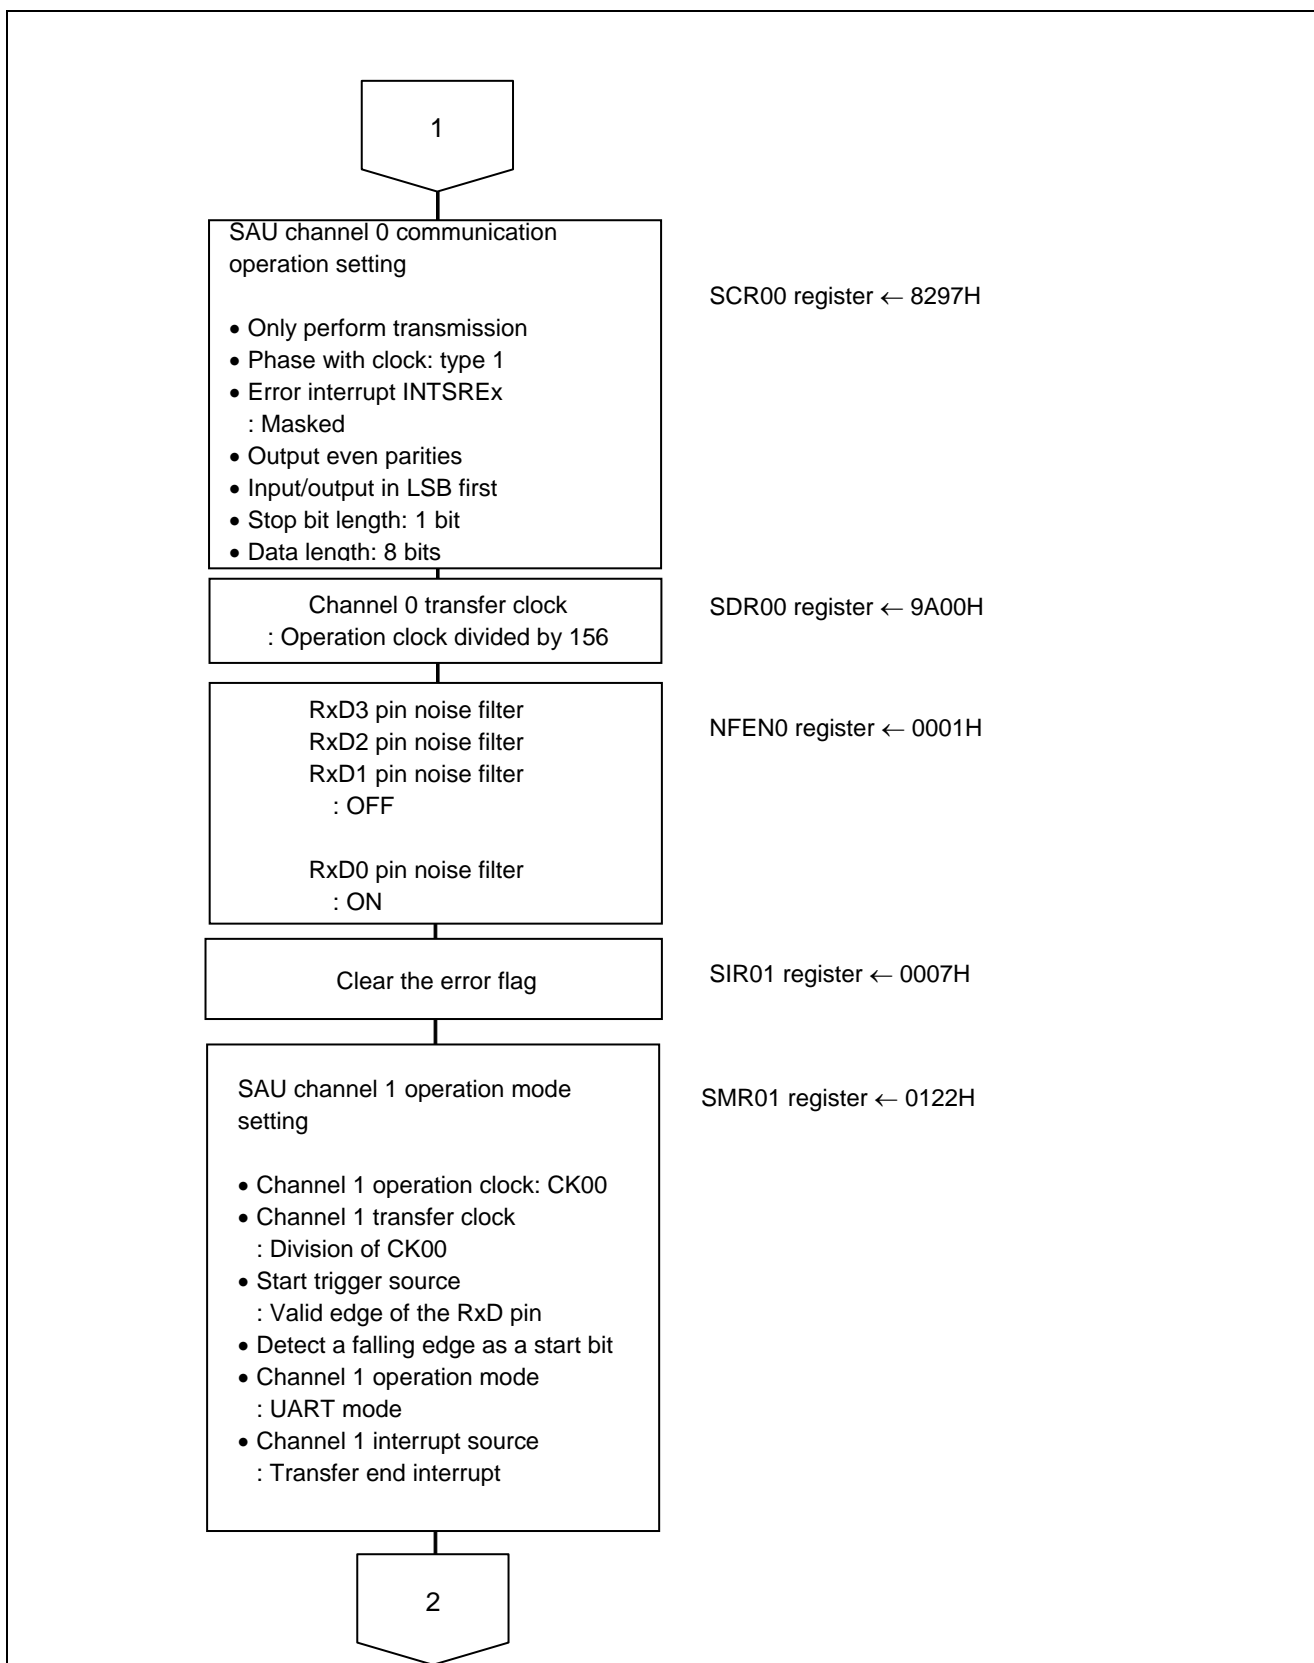 1
SAU channel 0 communication
operation setting
SCR00 register ← 8297H
• Only perform transmission
• Phase with clock: type 1
• Error interrupt INTSREx
: Masked
• Output even parities
• Input/output in LSB first
• Stop bit length: 1 bit
• Data length: 8 bits
Channel 0 transfer clock
: Operation clock divided by 156
SDR00 register ← 9A00H
RxD3 pin noise filter
RxD2 pin noise filter
RxD1 pin noise filter
: OFF
RxD0 pin noise filter
: ON
NFEN0 register ← 0001H
Clear the error flag
SIR01 register ← 0007H
SAU channel 1 operation mode
setting
SMR01 register ← 0122H
• Channel 1 operation clock: CK00
• Channel 1 transfer clock
: Division of CK00
• Start trigger source
: Valid edge of the RxD pin
• Detect a falling edge as a start bit
• Channel 1 operation mode
: UART mode
• Channel 1 interrupt source
: Transfer end interrupt
2